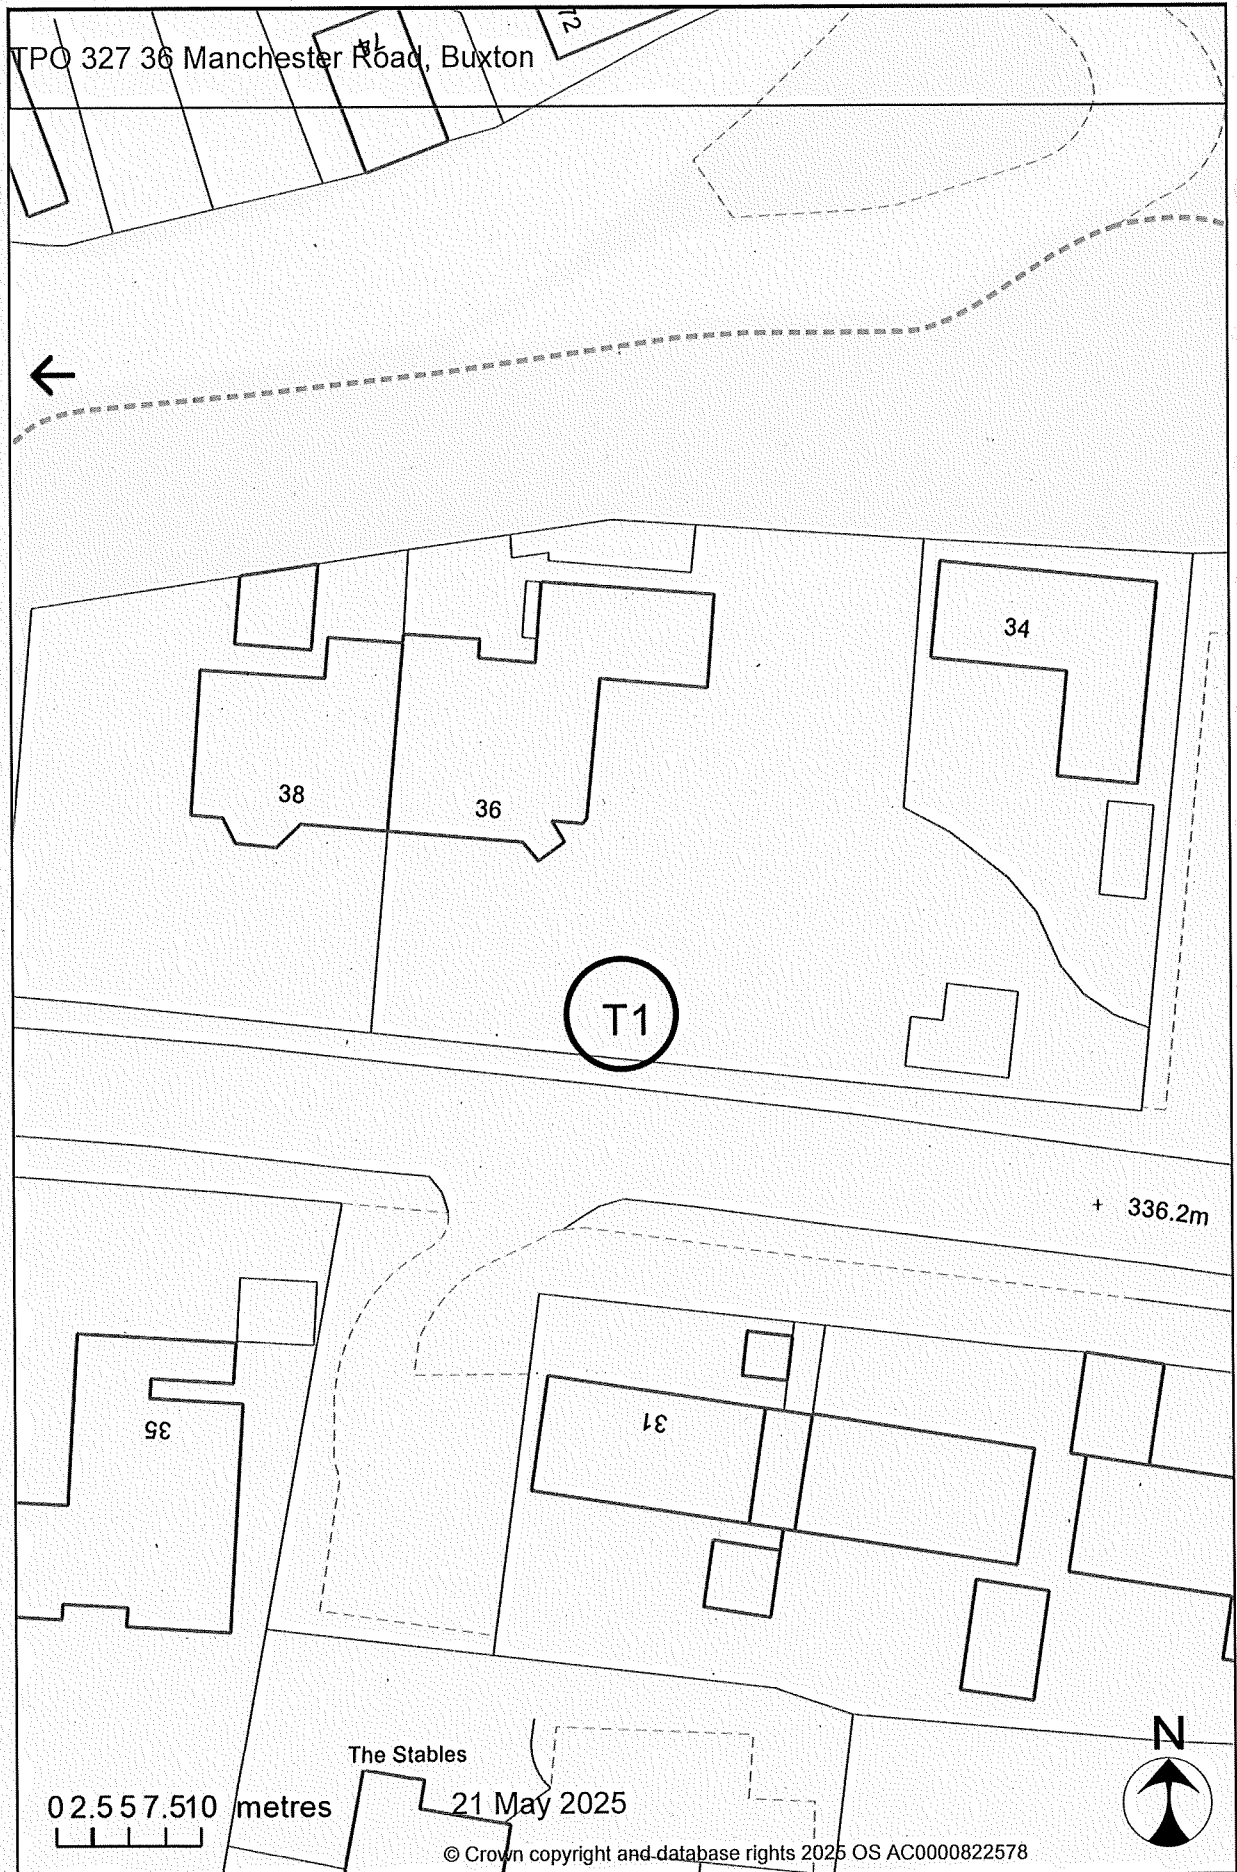 72
TPO 327 36 Manchester Road, Buxton
34
38
36
T1
+ 336.2m
31
35
N
The Stables
0 2.5 5 7.5 10 metres
21 May 2025
© Crown copyright and database rights 2025 OS AC0000822578